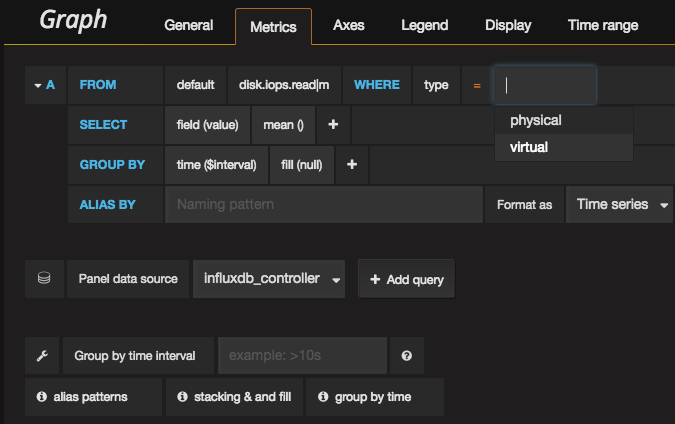 Graph General Metrics Axes Legend Display Time range
A FROM default disk.iops.read|m WHERE type =
physical
SELECT field (value) mean () +
virtual
GROUP BY time ($interval) fill (null) +
ALIAS BY Naming pattern Format as Time series
Panel data source influxdb_controller + Add query
Group by time interval example: >10s
alias patterns stacking & and fill group by time